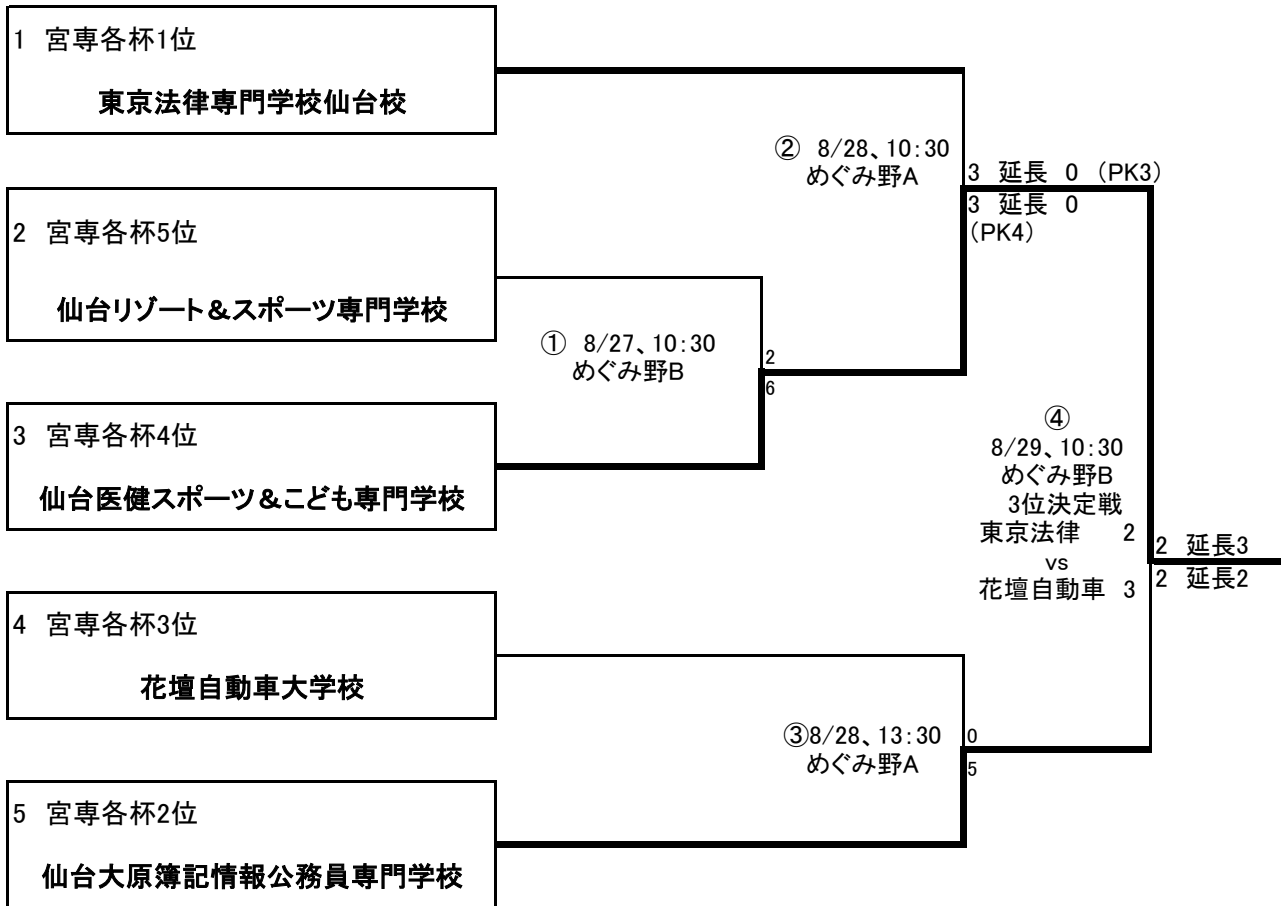 1 宮専各杯1位
東京法律専門学校仙台校
② 8/28、10:30
めぐみ野A
3 延長 0 （PK3）
3 延長 0
（PK4）
2 宮専各杯5位
仙台リゾート＆スポーツ専門学校
① 8/27、10:30
めぐみ野B
2
6
3 宮専各杯4位
仙台医健スポーツ＆こども専門学校
④
8/29、10:30
めぐみ野B
3位決定戦
東京法律 2
vs
花壇自動車 3
2 延長3
2 延長2
4 宮専各杯3位
花壇自動車大学校
③8/28、13:30
めぐみ野A
0
5
5 宮専各杯2位
仙台大原簿記情報公務員専門学校